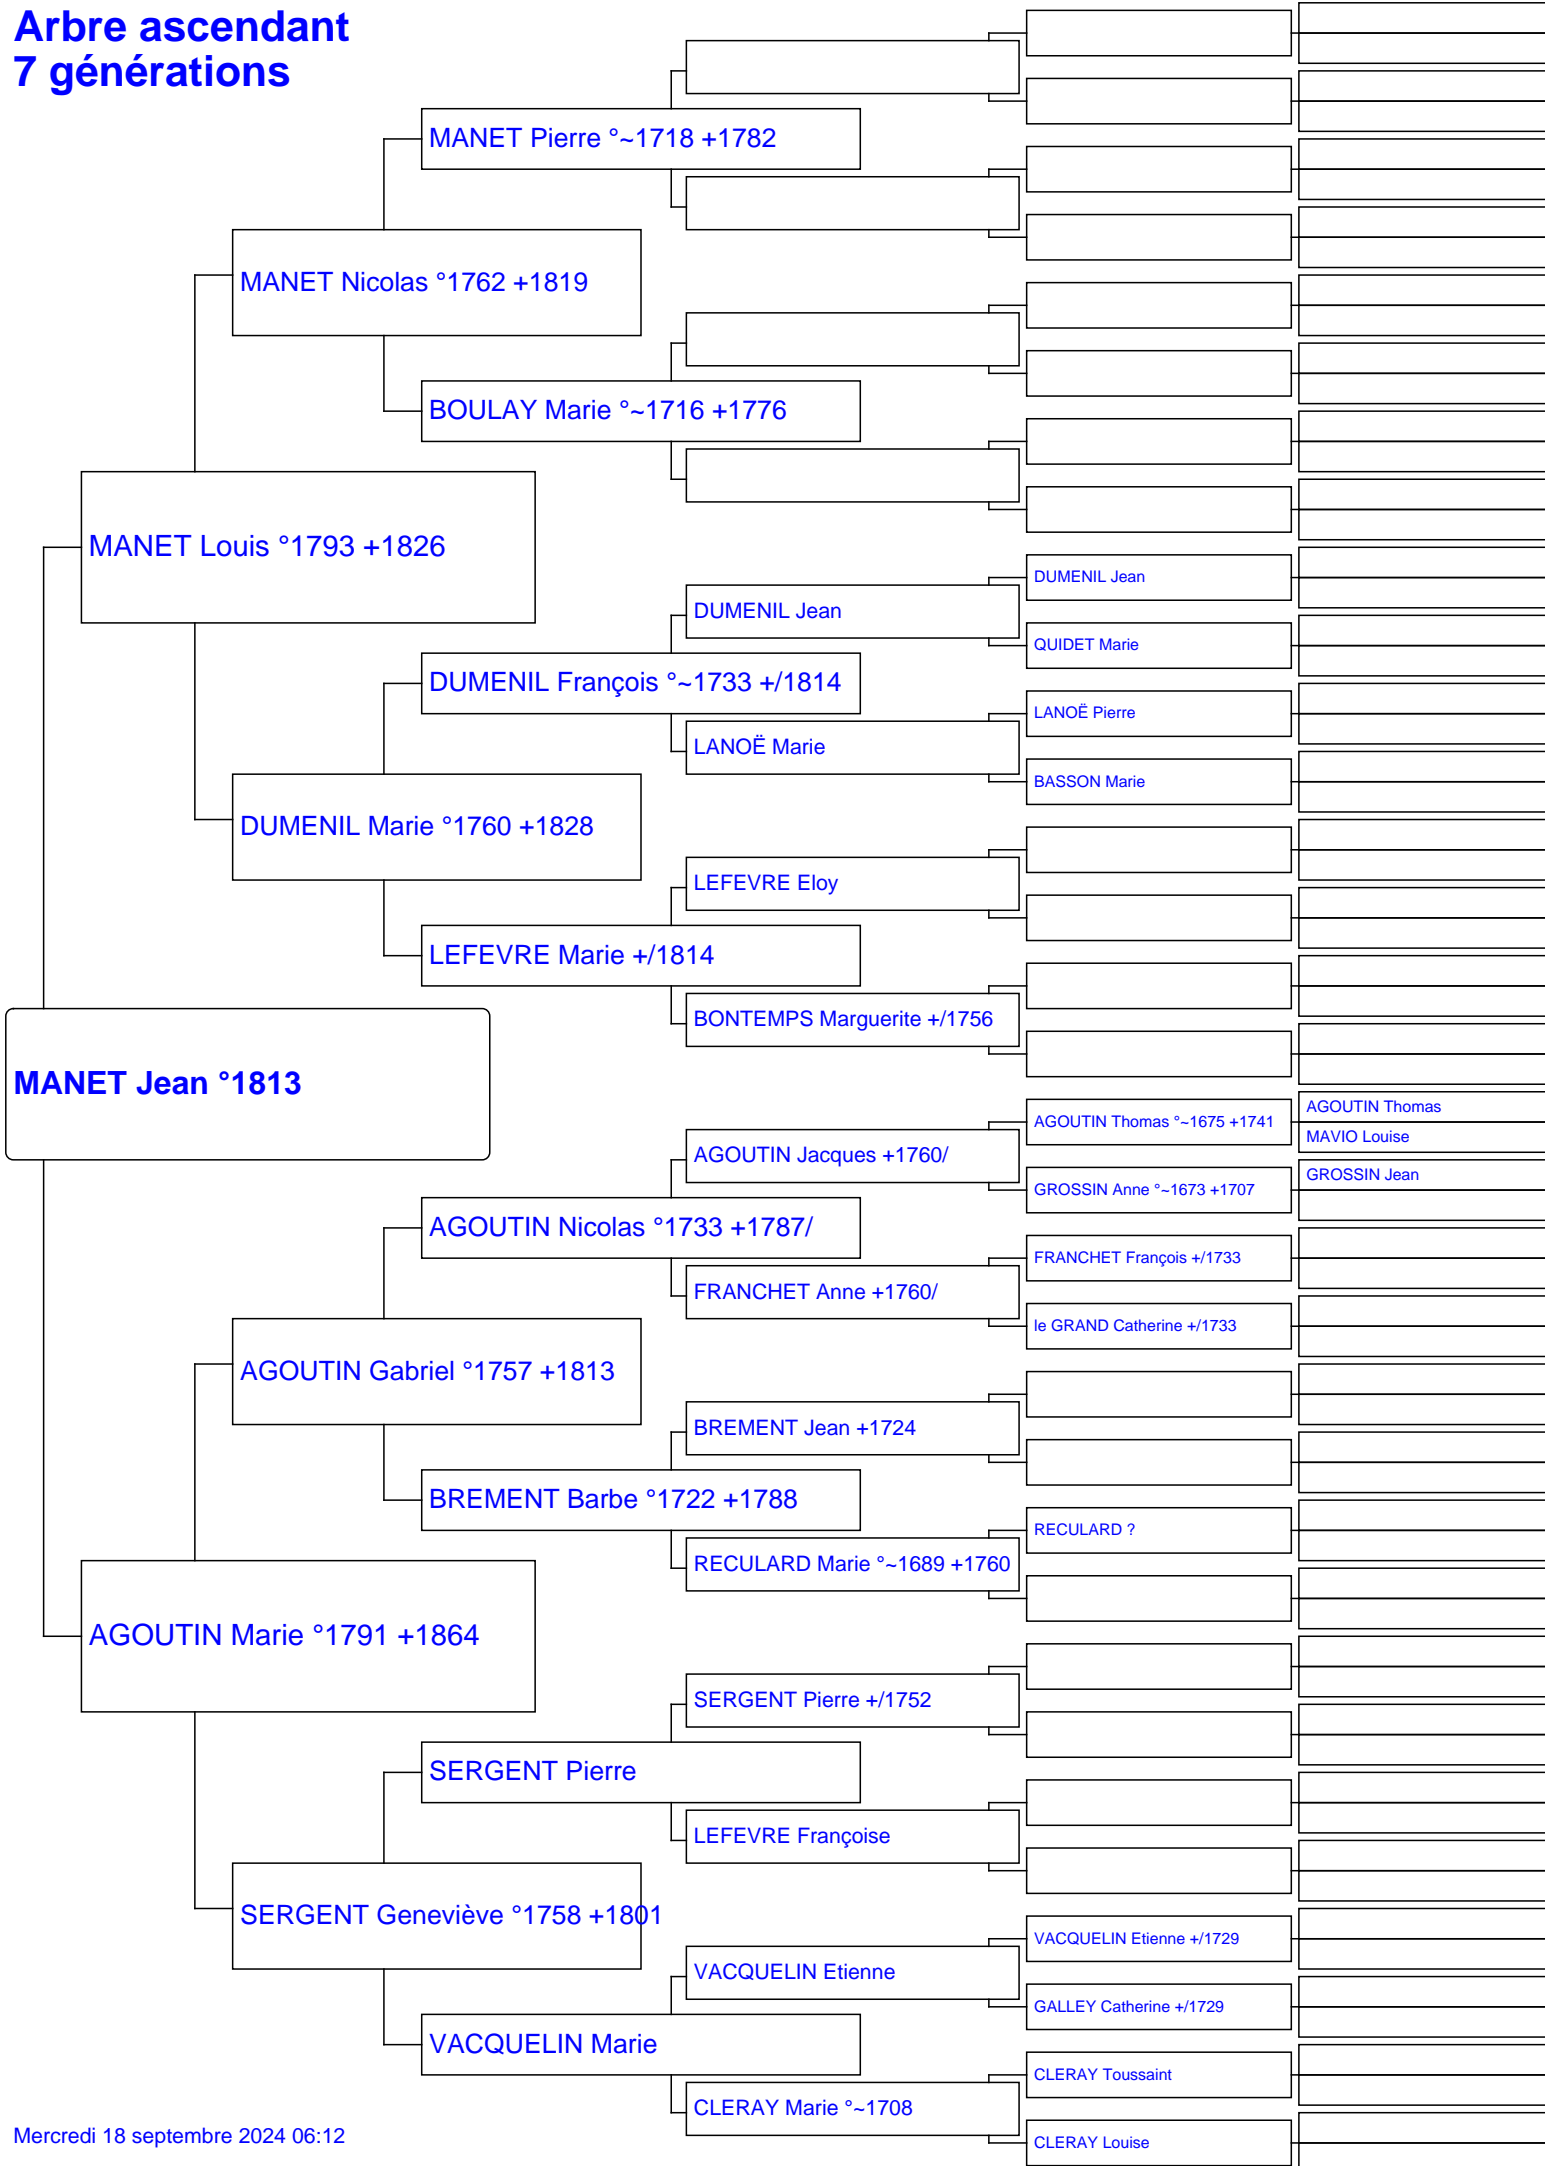 Arbre ascendant
7 générations
MANET Pierre °~1718 +1782
MANET Nicolas °1762 +1819
BOULAY Marie °~1716 +1776
MANET Louis °1793 +1826
DUMENIL Jean
DUMENIL Jean
QUIDET Marie
DUMENIL François °~1733 +/1814
LANOË Pierre
LANOË Marie
BASSON Marie
DUMENIL Marie °1760 +1828
LEFEVRE Eloy
LEFEVRE Marie +/1814
BONTEMPS Marguerite +/1756
MANET Jean °1813
AGOUTIN Thomas
AGOUTIN Thomas °~1675 +1741
MAVIO Louise
AGOUTIN Jacques +1760/
GROSSIN Jean
GROSSIN Anne °~1673 +1707
AGOUTIN Nicolas °1733 +1787/
FRANCHET François +/1733
FRANCHET Anne +1760/
le GRAND Catherine +/1733
AGOUTIN Gabriel °1757 +1813
BREMENT Jean +1724
BREMENT Barbe °1722 +1788
RECULARD ?
RECULARD Marie °~1689 +1760
AGOUTIN Marie °1791 +1864
SERGENT Pierre +/1752
SERGENT Pierre
LEFEVRE Françoise
SERGENT Geneviève °1758 +1801
VACQUELIN Etienne +/1729
VACQUELIN Etienne
GALLEY Catherine +/1729
VACQUELIN Marie
CLERAY Toussaint
CLERAY Marie °~1708
CLERAY Louise
Mercredi 18 septembre 2024 06:12